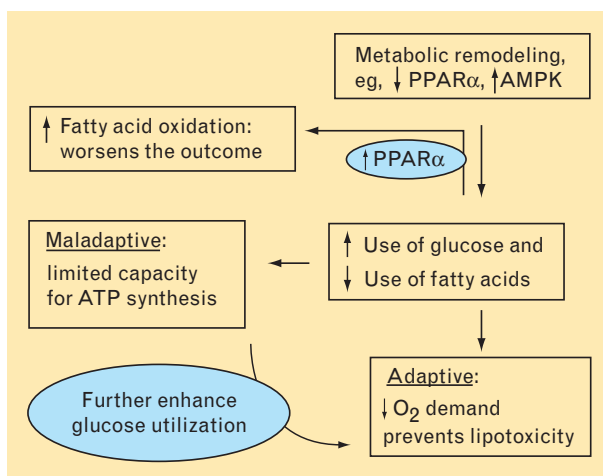 Metabolic remodeling,
eg, ↓ PPARα, ↑AMPK
↑ Fatty acid oxidation:
worsens the outcome
↑PPARα
Maladaptive:
limited capacity
for ATP synthesis
↑ Use of glucose and
↓ Use of fatty acids
Further enhance
glucose utilization
Adaptive:
↓O2 demand
prevents lipotoxicity